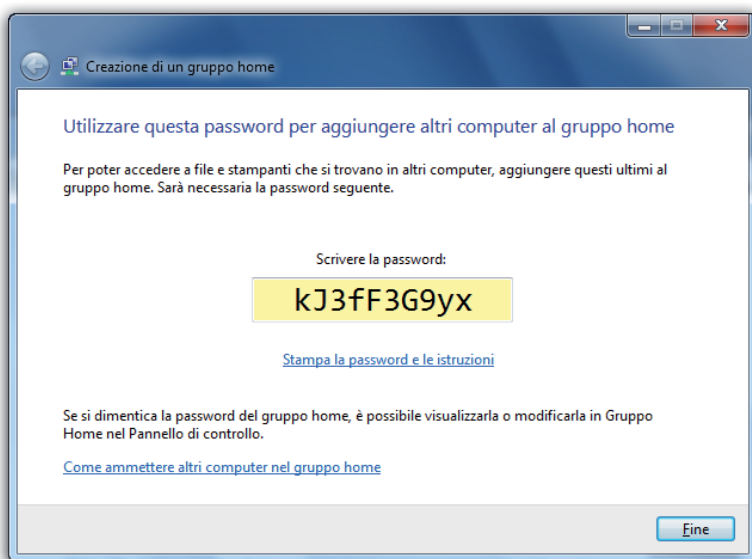 Creazione di un gruppo home
Utilizzare questa password per aggiungere altri computer al gruppo home
Per poter accedere a file e stampanti che si trovano in altri computer, aggiungere questi ultimi al
gruppo home. Sarà necessaria la password seguente.
Scrivere la password:
kJ3fF3G9yx
Stampa la password e le istruzioni
Se si dimentica la password del gruppo home, è possibile visualizzarla o modificarla in Gruppo
Home nel Pannello di controllo.
Come ammettere altri computer nel gruppo home
Fine